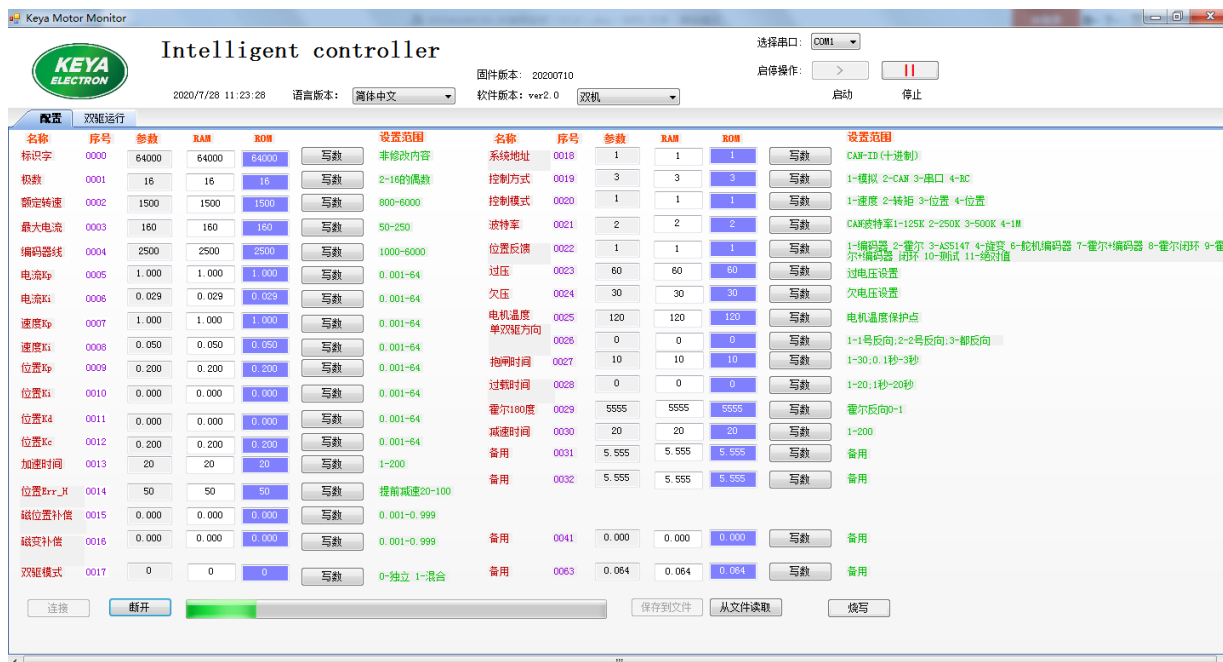 Keya Motor Monitor
KEYA
ELECTRON
Intelligent controller
选择串口: COM1
固件版本: 20200710
启停操作: >
2020/7/28 11:23:28 语言版本: 简体中文 软件版本: ver2.0 双机
启动 停止
配置 双驱运行
名称 序号 参数 RAM ROM 设置范围 名称 序号 参数 RAM ROM 设置范围
标识字 0000 64000 64000 64000 写数 非修改内容 系统地址 0018 1 1 1 写数 CAN-ID(十进制)
极数 0001 16 16 16 写数 2-16的偶数 控制方式 0019 3 3 3 写数 1-模拟 2-CAN 3-串口 4-RC
额定转速 0002 1500 1500 1500 写数 800-6000 控制模式 0020 1 1 1 写数 1-速度 2-转矩 3-位置 4-位置
最大电流 0003 160 160 160 写数 50-250 波特率 0021 2 2 2 写数 CAN波特率1-125K 2-250K 3-500K 4-1M
编码器线 0004 2500 2500 2500 写数 1000-6000 位置反馈 0022 1 1 1 写数 1-编码器 2-霍尔 3-AS5147 4-旋变 6-舵机编码器 7-霍尔+编码器 8-霍尔闭环 9-霍
尔+编码器 闭环 10-测试 11-绝对值
电流Kp 0005 1.000 1.000 1.000 写数 0.001-64 过压 0023 60 60 60 写数 过电压设置
电流Ki 0006 0.029 0.029 0.029 写数 0.001-64 欠压 0024 30 30 30 写数 欠电压设置
速度Kp 0007 1.000 1.000 1.000 写数 0.001-64 电机温度 0025 120 120 120 写数 电机温度保护点
速度Ki 0008 0.050 0.050 0.050 写数 0.001-64 单双驱方向 0026 0 0 0 写数 1-1号反向;2-2号反向;3-都反向
位置Kp 0009 0.200 0.200 0.200 写数 0.001-64 抱闸时间 0027 10 10 10 写数 1-30;0.1秒-3秒
位置Ki 0010 0.000 0.000 0.000 写数 0.001-64 过载时间 0028 0 0 0 写数 1-20;1秒-20秒
位置Kd 0011 0.000 0.000 0.000 写数 0.001-64 霍尔180度 0029 5555 5555 5555 写数 霍尔反向0-1
位置Kc 0012 0.200 0.200 0.200 写数 0.001-64 减速时间 0030 20 20 20 写数 1-200
加速时间 0013 20 20 20 写数 1-200 备用 0031 5.555 5.555 5.555 写数 备用
位置Err_H 0014 50 50 50 写数 提前减速20-100 备用 0032 5.555 5.555 5.555 写数 备用
磁位置补偿 0015 0.000 0.000 0.000 写数 0.001-0.999
磁变补偿 0016 0.000 0.000 0.000 写数 0.001-0.999 备用 0041 0.000 0.000 0.000 写数 备用
双驱模式 0017 0 0 0 写数 0-独立 1-混合 备用 0063 0.064 0.064 0.064 写数 备用
连接 断开 保存到文件 从文件读取 烧写